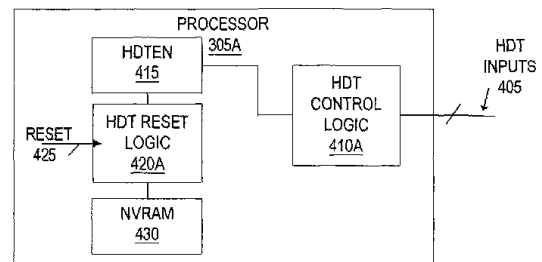 PROCESSOR
305A
HDTEN
415
HDT RESET
LOGIC
420A
NVRAM
430
RESET
425
HDT
CONTROL
LOGIC
410A
HDT
INPUTS
405